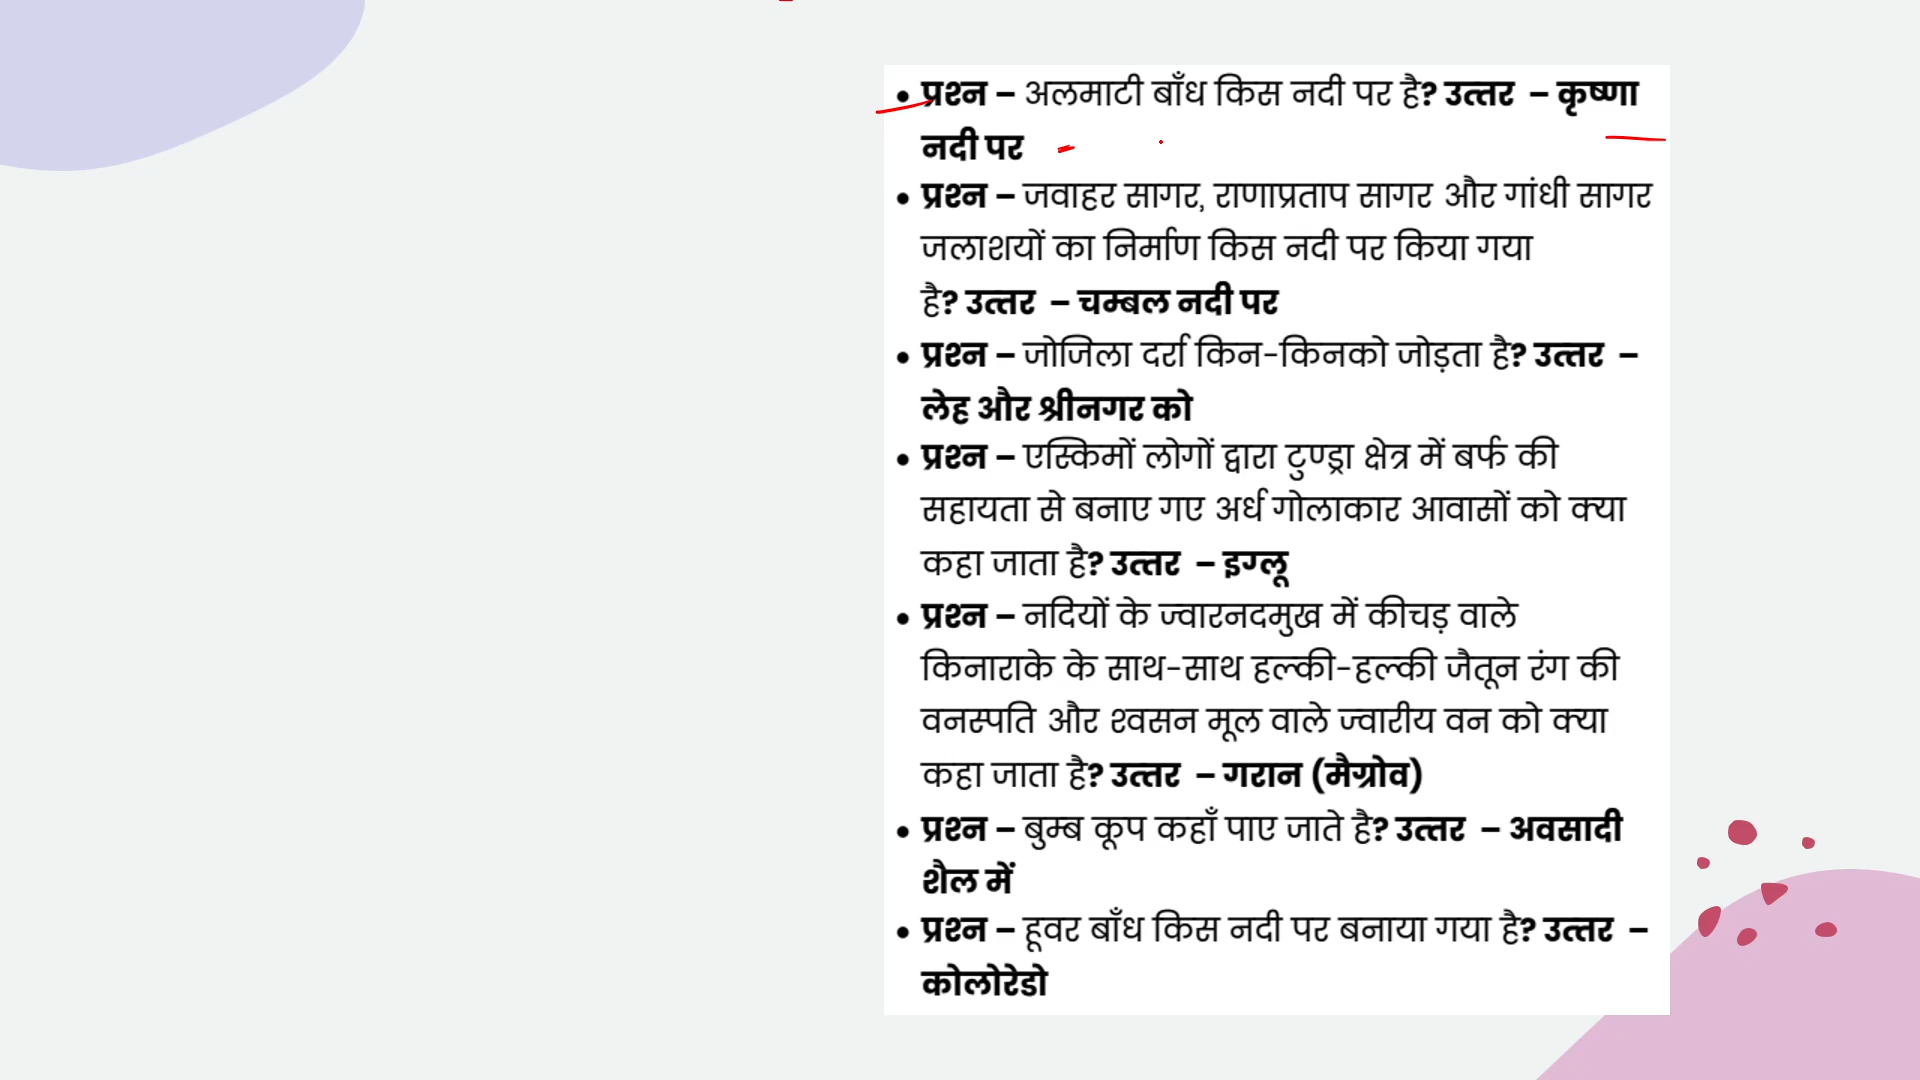 • प्रश्न – अलमाटी बाँध किस नदी पर है? उत्तर – कृष्णा
नदी पर
• प्रश्न – जवाहर सागर, राणाप्रताप सागर और गांधी सागर
जलाशयों का निर्माण किस नदी पर किया गया
है? उत्तर – चम्बल नदी पर
• प्रश्न – जोजिला दर्रा किन-किनको जोड़ता है? उत्तर –
लेह और श्रीनगर को
• प्रश्न – एस्किमों लोगों द्वारा टुण्ड्रा क्षेत्र में बर्फ की
सहायता से बनाए गए अर्ध गोलाकार आवासों को क्या
कहा जाता है? उत्तर – इग्लू
• प्रश्न – नदियों के ज्वारनदमुख में कीचड़ वाले
किनाराके के साथ-साथ हल्की-हल्की जैतून रंग की
वनस्पति और श्वसन मूल वाले ज्वारीय वन को क्या
कहा जाता है? उत्तर – गरान (मैग्रोव)
• प्रश्न – बुम्ब कूप कहाँ पाए जाते है? उत्तर – अवसादी
शैल में
• प्रश्न – हूवर बाँध किस नदी पर बनाया गया है? उत्तर –
कोलोरेडो